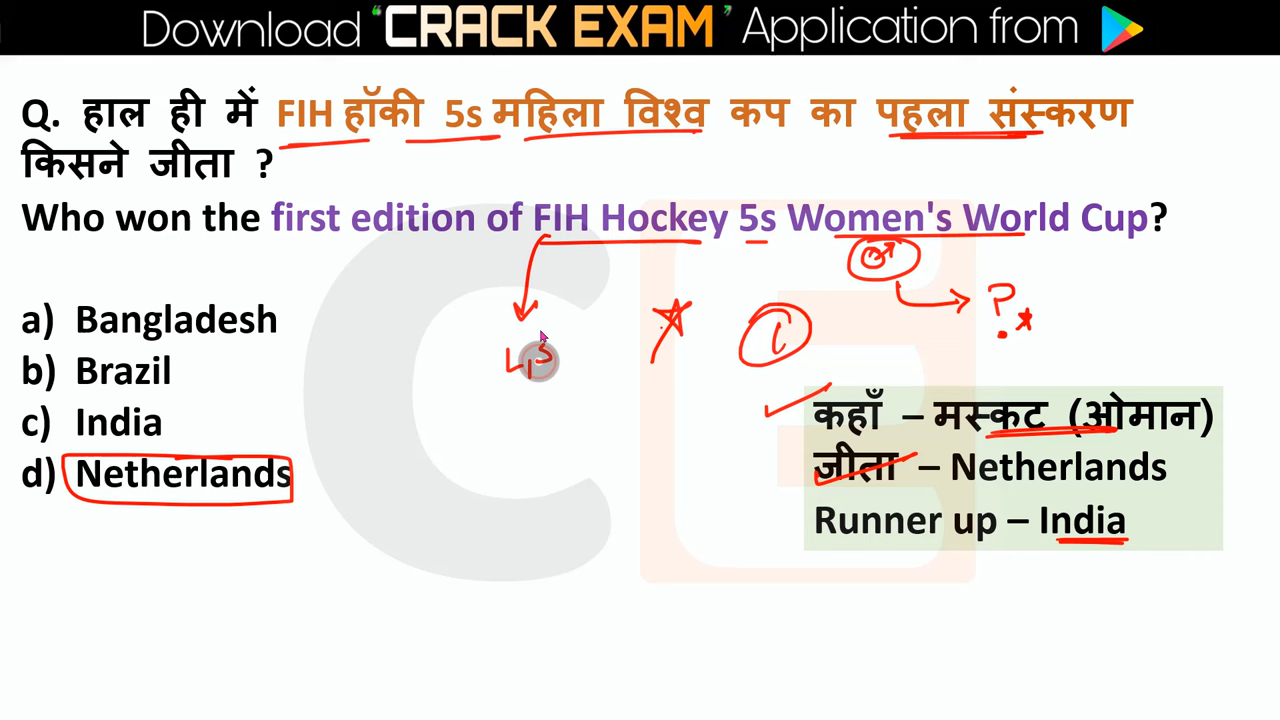 Download “CRACK EXAM” Application from
Q. हाल ही में FIH हॉकी 5s महिला विश्व कप का पहला संस्करण
किसने जीता ?
Who won the first edition of FIH Hockey 5s Women's World Cup?
a) Bangladesh
b) Brazil
c) India
d) Netherlands
?
कहाँ – मस्कट (ओमान)
जीता – Netherlands
Runner up – India